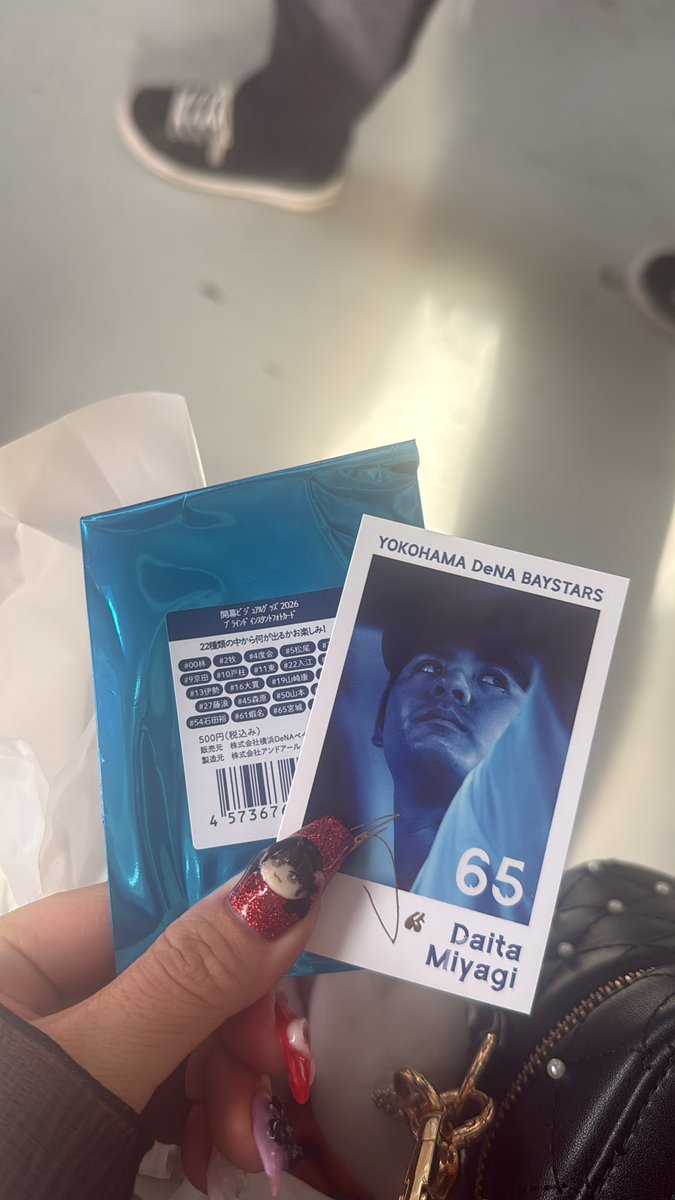 開幕ビジュアルグッズ 2026
ブラインドインスタントフォトカード
22種類の中から何が出るかお楽しみ!
#00林 #2牧 #4度会 #5松尾
#9京田 #10戸柱 #11東 #22入江
#13伊勢 #16大貫 #19山﨑康
#27藤浪 #45森原 #50山本
#54石田裕 #61蝦名 #65宮城
500円(税込み)
販売元 株式会社横浜DeNAベイ
製造元 株式会社アンドアール
4 57367
YOKOHAMA DeNA BAYSTARS
65
Daita
Miyagi